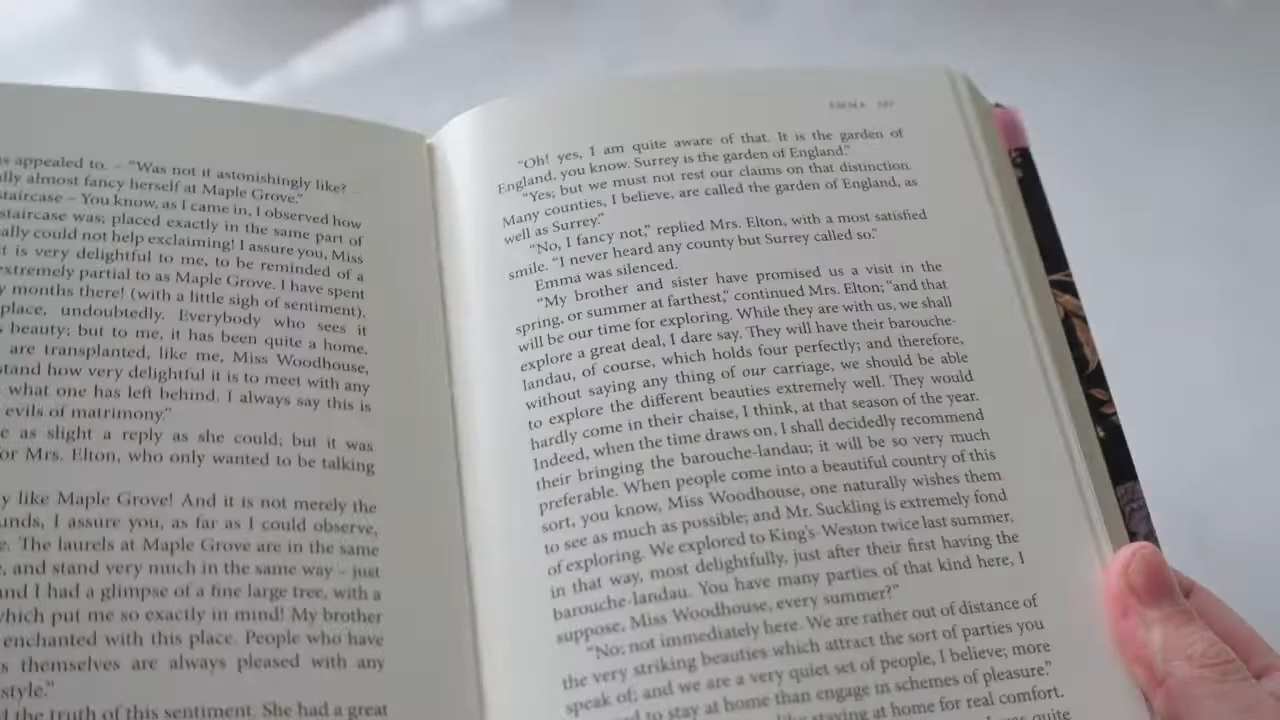 s appealed to. – “Was not it astonishingly like? –
ally almost fancy herself at Maple Grove.”
staircase – You know, as I came in, I observed how
staircase was; placed exactly in the same part of
eally could not help exclaiming! I assure you, Miss
it is very delightful to me, to be reminded of a
extremely partial to as Maple Grove. I have spent
y months there! (with a little sigh of sentiment).
place, undoubtedly. Everybody who sees it
s beauty; but to me, it has been quite a home.
are transplanted, like me, Miss Woodhouse,
stand how very delightful it is to meet with any
what one has left behind. I always say this is
evils of matrimony.”
e as slight a reply as she could; but it was
for Mrs. Elton, who only wanted to be talking
y like Maple Grove! And it is not merely the
unds, I assure you, as far as I could observe,
e. The laurels at Maple Grove are in the same
, and stand very much in the same way – just
and I had a glimpse of a fine large tree, with a
which put me so exactly in mind! My brother
enchanted with this place. People who have
s themselves are always pleased with any
style.”
the truth of this sentiment. She had a great
EMMA
“Oh! yes, I am quite aware of that. It is the garden of
England, you know. Surrey is the garden of England.”
“Yes; but we must not rest our claims on that distinction.
Many counties, I believe, are called the garden of England, as
well as Surrey.”
“No, I fancy not,” replied Mrs. Elton, with a most satisfied
smile. “I never heard any county but Surrey called so.”
Emma was silenced.
“My brother and sister have promised us a visit in the
spring, or summer at farthest,” continued Mrs. Elton; “and that
will be our time for exploring. While they are with us, we shall
explore a great deal, I dare say. They will have their barouche-
landau, of course, which holds four perfectly; and therefore,
without saying any thing of our carriage, we should be able
to explore the different beauties extremely well. They would
hardly come in their chaise, I think, at that season of the year.
Indeed, when the time draws on, I shall decidedly recommend
their bringing the barouche-landau; it will be so very much
preferable. When people come into a beautiful country of this
sort, you know, Miss Woodhouse, one naturally wishes them
to see as much as possible; and Mr. Suckling is extremely fond
of exploring. We explored to King's-Weston twice last summer,
in that way, most delightfully, just after their first having the
barouche-landau. You have many parties of that kind here, I
suppose, Miss Woodhouse, every summer?”
“No; not immediately here. We are rather out of distance of
the very striking beauties which attract the sort of parties you
speak of; and we are a very quiet set of people, I believe; more
to stay at home than engage in schemes of pleasure.”
staying at home for real comfort.
quite